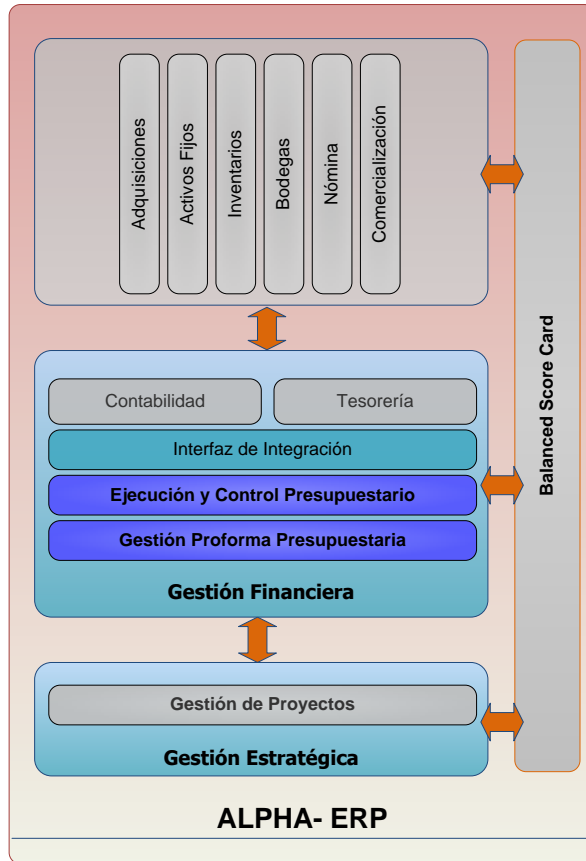 Adquisiciones
Activos Fijos
Inventarios
Bodegas
Nómina
Comercialización
Balanced Score Card
Contabilidad
Tesorería
Interfaz de Integración
Ejecución y Control Presupuestario
Gestión Proforma Presupuestaria
Gestión Financiera
Gestión de Proyectos
Gestión Estratégica
ALPHA- ERP